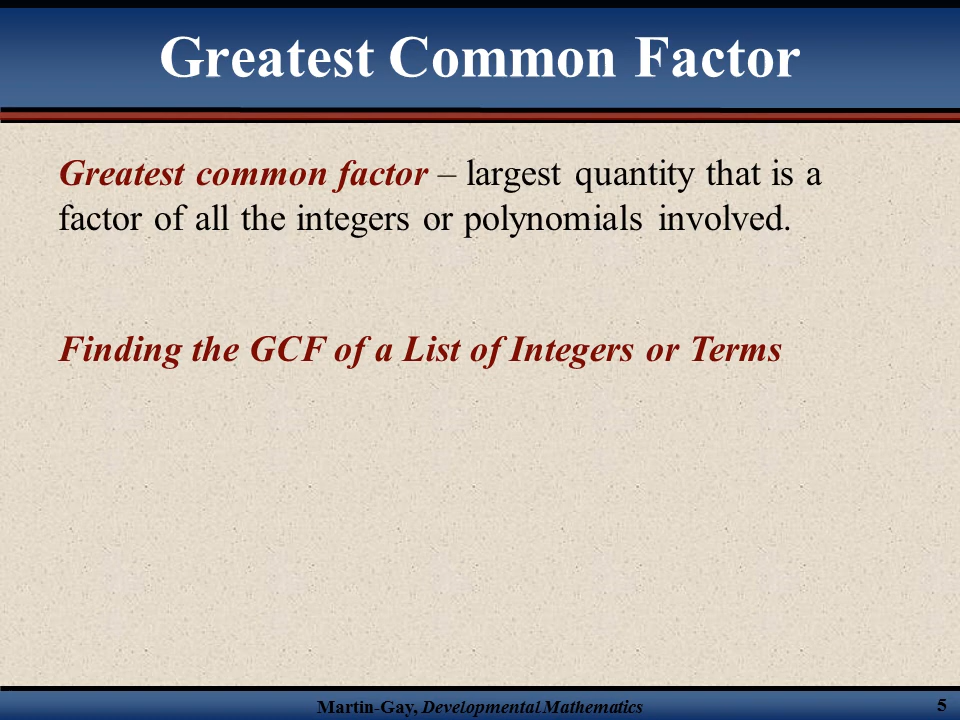 Greatest Common Factor
Greatest common factor – largest quantity that is a
factor of all the integers or polynomials involved.
Finding the GCF of a List of Integers or Terms
Martin-Gay, Developmental Mathematics
5